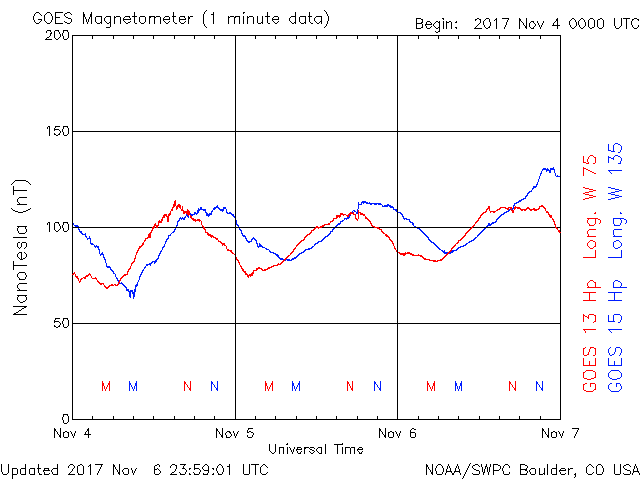 GOES Magnetometer (1 minute data)
Begin: 2017 Nov 4 0000 UTC
200
150
100
50
0
NanoTesla (nT)
M M N N M M N N M M N N
Nov 4 Nov 5 Nov 6 Nov 7
Universal Time
GOES 13 Hp Long. W 75
GOES 15 Hp Long. W 135
Updated 2017 Nov 6 23:59:01 UTC
NOAA/SWPC Boulder, CO USA